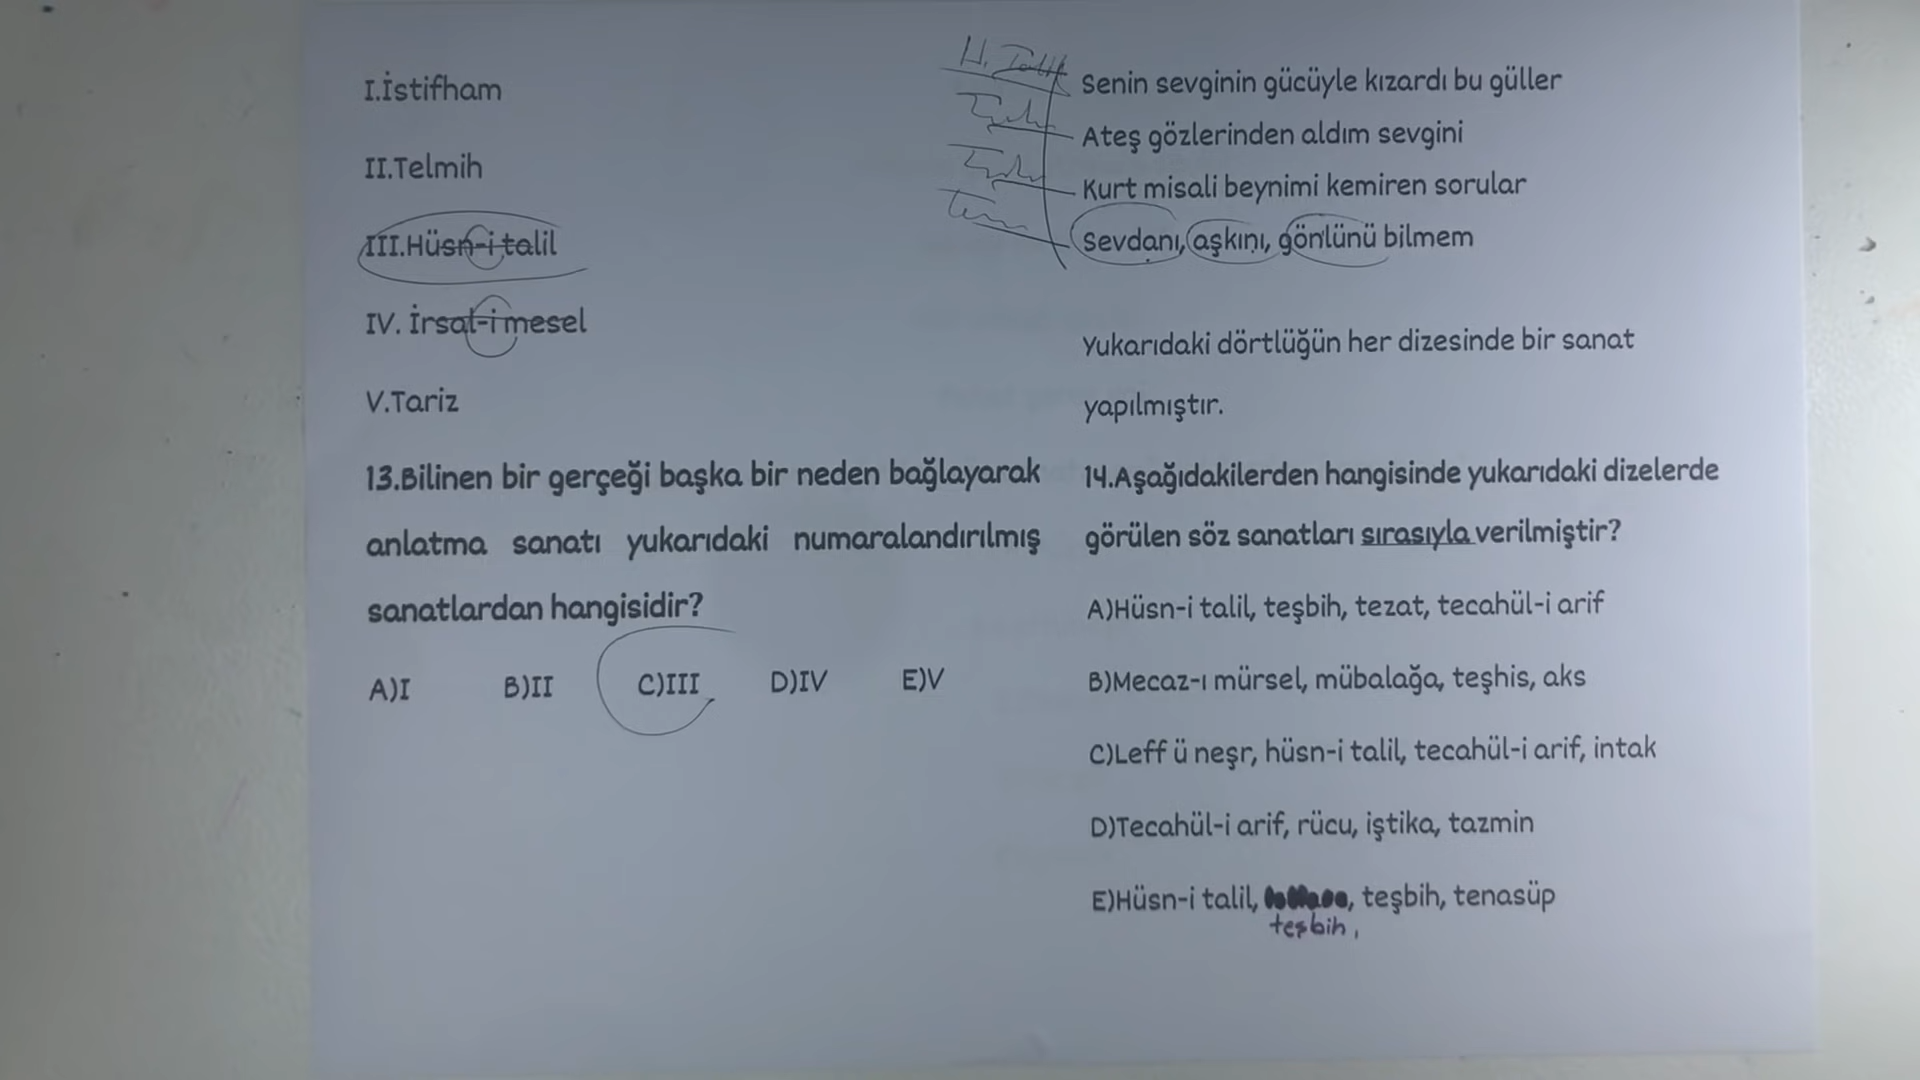 I.İstifham
II.Telmih
III.Hüsn-i talil
IV. İrsal-i mesel
V.Tariz
13.Bilinen bir gerçeği başka bir neden bağlayarak
anlatma sanatı yukarıdaki numaralandırılmış
sanatlardan hangisidir?
A)I B)II C)III D)IV E)V
H. Talil
Senin sevginin gücüyle kızardı bu güller
Ateş gözlerinden aldım sevgini
Kurt misali beynimi kemiren sorular
Sevdanı, aşkını, gönlünü bilmem
Yukarıdaki dörtlüğün her dizesinde bir sanat
yapılmıştır.
14.Aşağıdakilerden hangisinde yukarıdaki dizelerde
görülen söz sanatları sırasıyla verilmiştir?
A)Hüsn-i talil, teşbih, tezat, tecahül-i arif
B)Mecaz-ı mürsel, mübalağa, teşhis, aks
C)Leff ü neşr, hüsn-i talil, tecahül-i arif, intak
D)Tecahül-i arif, rücu, iştika, tazmin
E)Hüsn-i talil, , teşbih, tenasüp
teşbih,